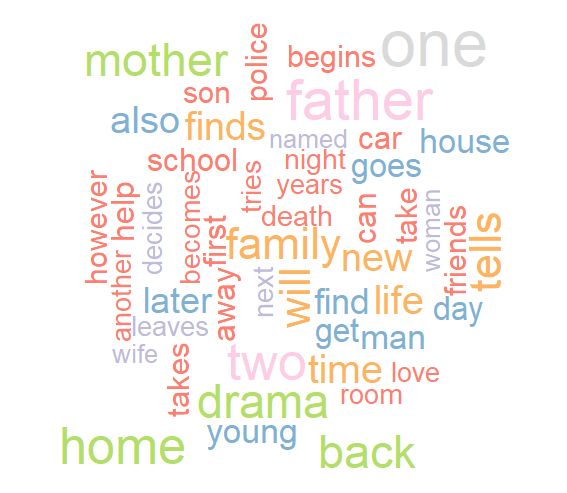 one
mother
police
begins
son
father
also
finds
named
car
house
school
night
goes
tries
years
however
help
decides
becomes
first
death
can
take
woman
friends
tells
family
new
another
away
next
will
later
find
life
day
leaves
get
man
wife
two
time
love
takes
drama
room
home
young
back